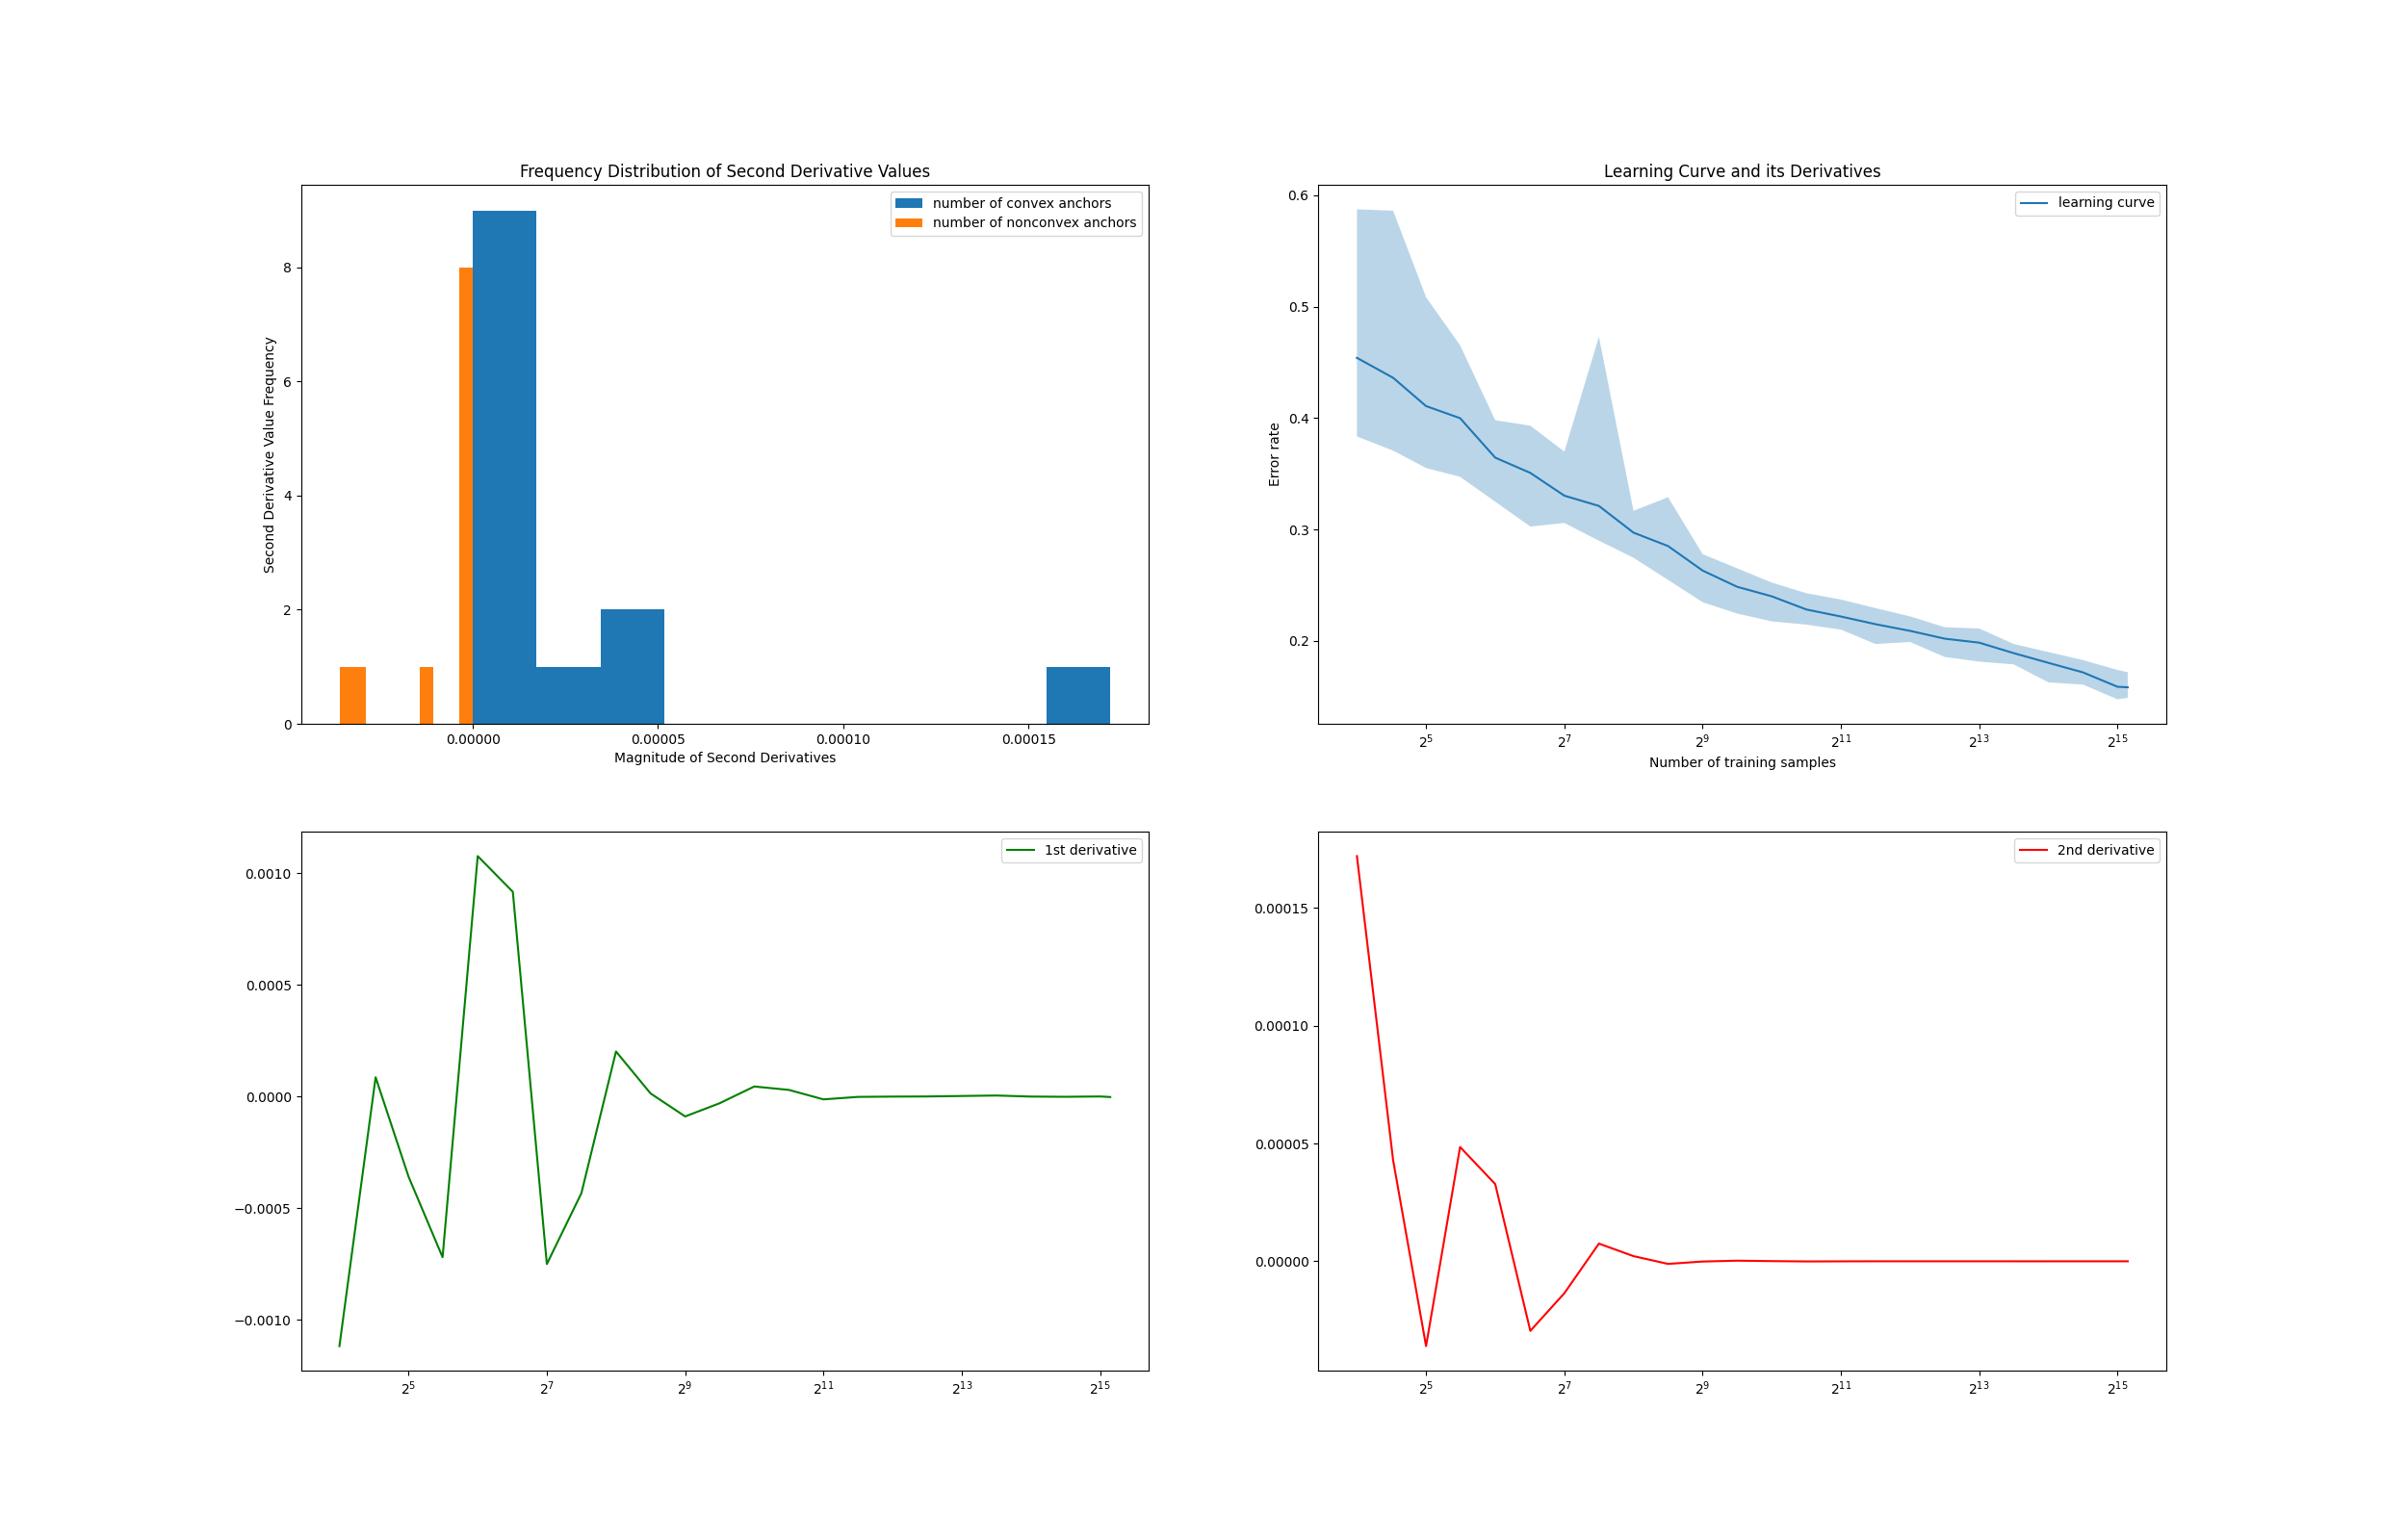 Frequency Distribution of Second Derivative Values
number of convex anchors
number of nonconvex anchors
Second Derivative Value Frequency
8
6
4
2
0
0.00000 0.00005 0.00010 0.00015
Magnitude of Second Derivatives
Learning Curve and its Derivatives
learning curve
Error rate
0.6
0.5
0.4
0.3
0.2
2^5 2^7 2^9 2^11 2^13 2^15
Number of training samples
1st derivative
0.0010
0.0005
0.0000
−0.0005
−0.0010
2^5 2^7 2^9 2^11 2^13 2^15
2nd derivative
0.00015
0.00010
0.00005
0.00000
2^5 2^7 2^9 2^11 2^13 2^15